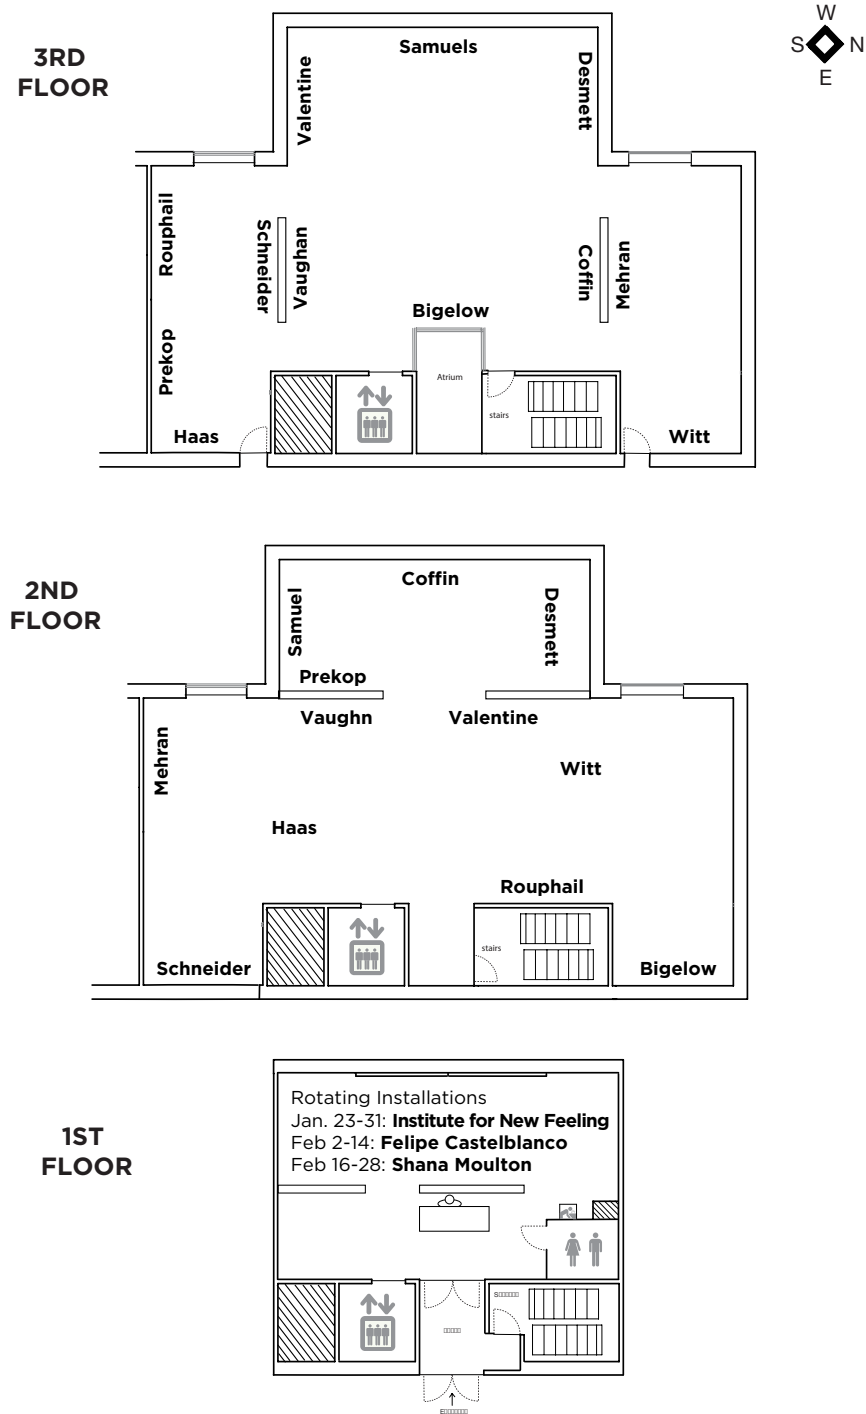 W
S N
E
3RD
FLOOR
Samuels
Valentine
Desmett
Rouphail
Schneider
Vaughan
Coffin
Mehran
Bigelow
Prekop
Atrium
stairs
Haas
Witt
2ND
FLOOR
Coffin
Samuel
Desmett
Prekop
Vaughn
Valentine
Mehran
Witt
Haas
Rouphail
stairs
Schneider
Bigelow
1ST
FLOOR
Rotating Installations
Jan. 23-31: Institute for New Feeling
Feb 2-14: Felipe Castelblanco
Feb 16-28: Shana Moulton